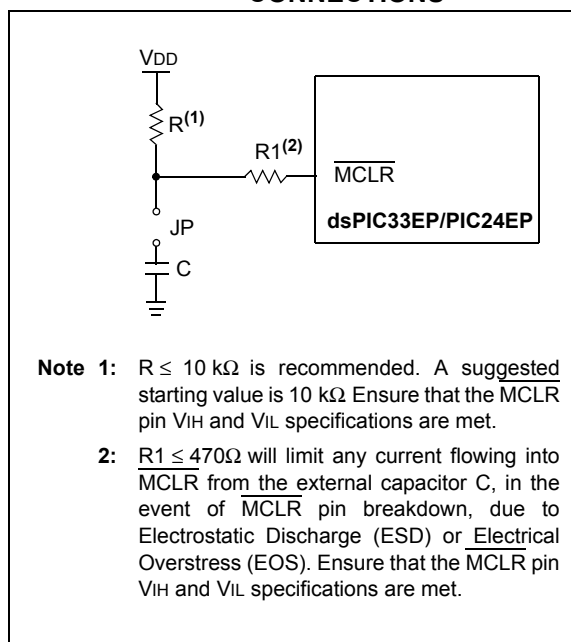 VDD
R(1)
R1(2)
MCLR
dsPIC33EP/PIC24EP
JP
C
Note 1: R ≤ 10 kΩ is recommended. A suggested
starting value is 10 kΩ Ensure that the MCLR
pin VIH and VIL specifications are met.
2: R1 ≤ 470Ω will limit any current flowing into
MCLR from the external capacitor C, in the
event of MCLR pin breakdown, due to
Electrostatic Discharge (ESD) or Electrical
Overstress (EOS). Ensure that the MCLR pin
VIH and VIL specifications are met.